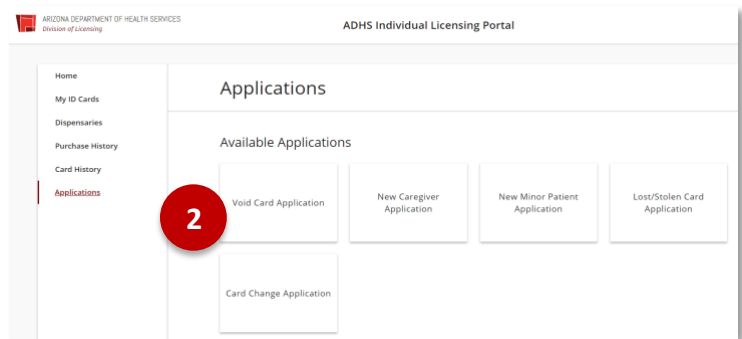 ARIZONA DEPARTMENT OF HEALTH SERVICES
Division of Licensing
ADHS Individual Licensing Portal
Home
My ID Cards
Dispensaries
Purchase History
Card History
Applications
Applications
Available Applications
2
Void Card Application
New Caregiver
Application
New Minor Patient
Application
Lost/Stolen Card
Application
Card Change Application